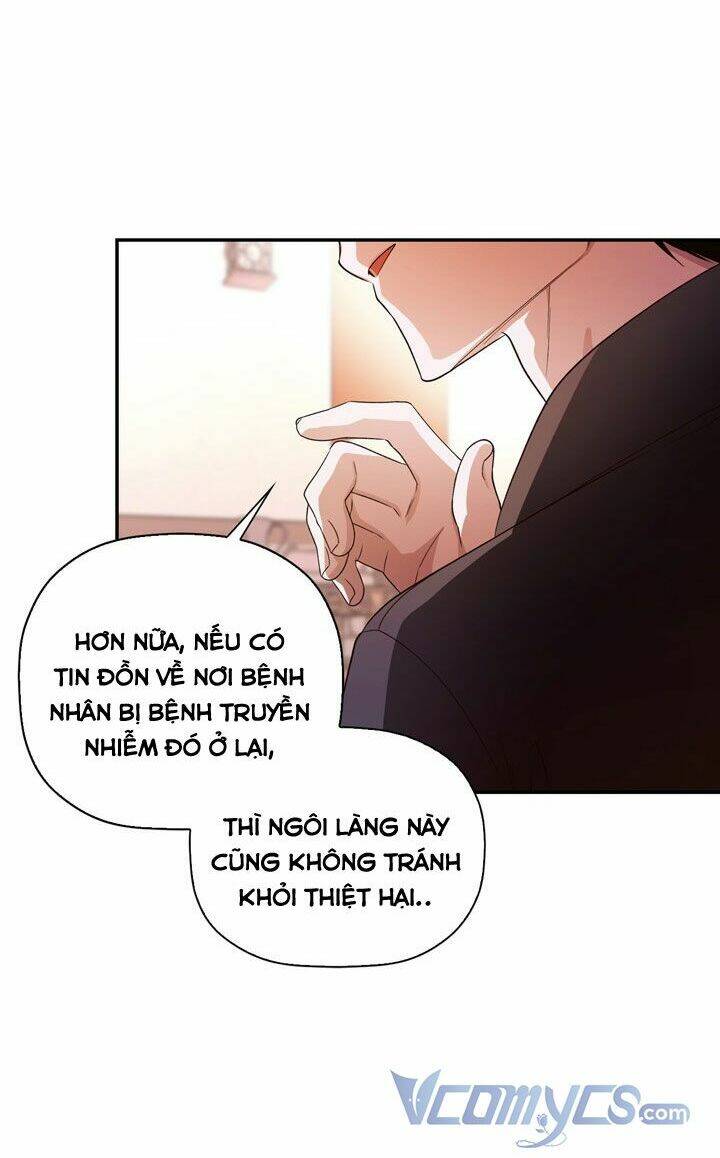 HƠN NỮA, NẾU CÓ
TIN ĐỒN VỀ NƠI BỆNH
NHÂN BỊ BỆNH TRUYỀN
NHIỄM ĐÓ Ở LẠI,
THÌ NGÔI LÀNG NÀY
CŨNG KHÔNG TRÁNH
KHỎI THIỆT HẠI..
VCOMYCS.com